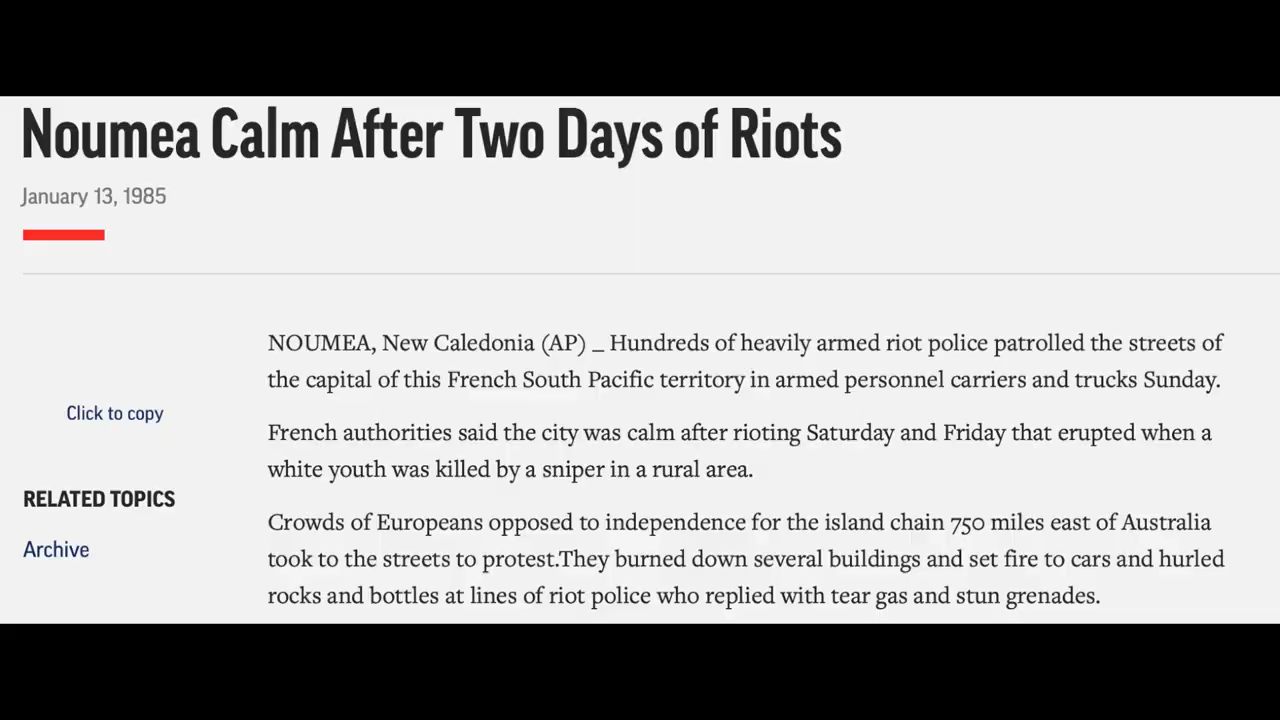 Noumea Calm After Two Days of Riots
January 13, 1985
NOUMEA, New Caledonia (AP) _ Hundreds of heavily armed riot police patrolled the streets of
the capital of this French South Pacific territory in armed personnel carriers and trucks Sunday.
Click to copy
French authorities said the city was calm after rioting Saturday and Friday that erupted when a
white youth was killed by a sniper in a rural area.
RELATED TOPICS
Archive
Crowds of Europeans opposed to independence for the island chain 750 miles east of Australia
took to the streets to protest.They burned down several buildings and set fire to cars and hurled
rocks and bottles at lines of riot police who replied with tear gas and stun grenades.